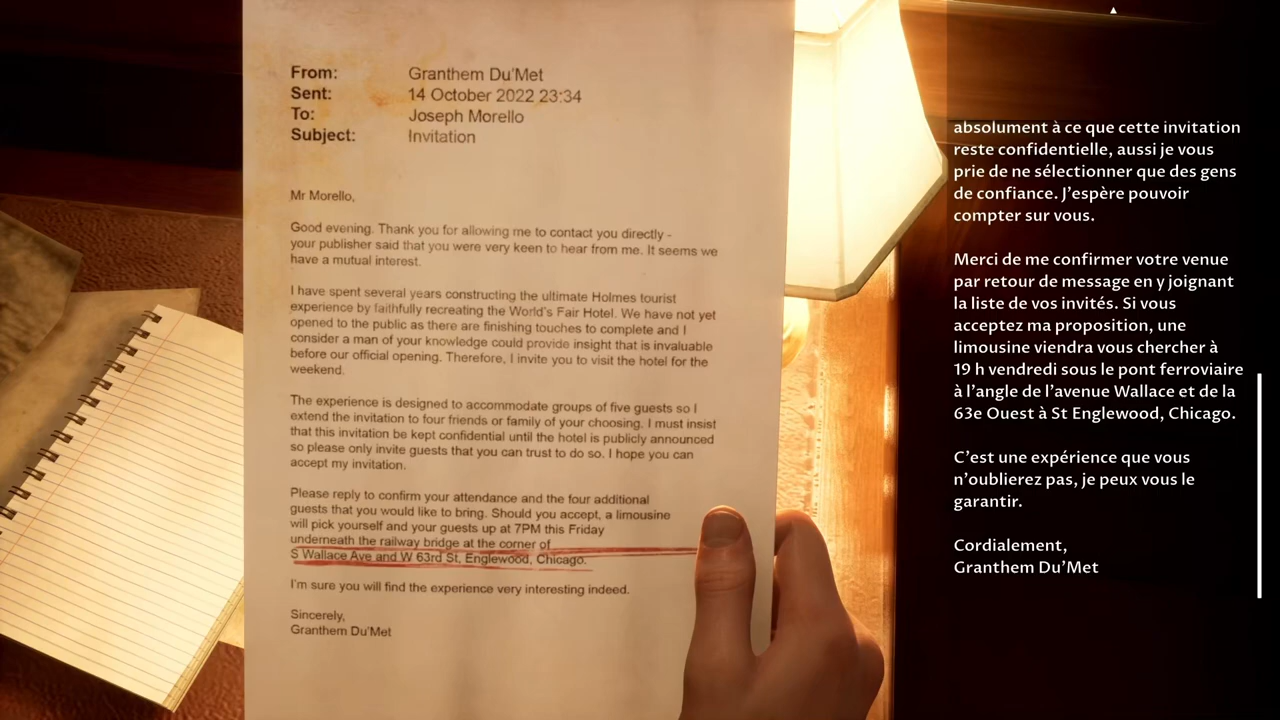 From: Granthem Du'Met
Sent: 14 October 2022 23:34
To: Joseph Morello
Subject: Invitation
Mr Morello,
Good evening. Thank you for allowing me to contact you directly -
your publisher said that you were very keen to hear from me. It seems we
have a mutual interest.
I have spent several years constructing the ultimate Holmes tourist
experience by faithfully recreating the World's Fair Hotel. We have not yet
opened to the public as there are finishing touches to complete and I
consider a man of your knowledge could provide insight that is invaluable
before our official opening. Therefore, I invite you to visit the hotel for the
weekend.
The experience is designed to accommodate groups of five guests so I
extend the invitation to four friends or family of your choosing. I must insist
that this invitation be kept confidential until the hotel is publicly announced
so please only invite guests that you can trust to do so. I hope you can
accept my invitation.
Please reply to confirm your attendance and the four additional
guests that you would like to bring. Should you accept, a limousine
will pick yourself and your guests up at 7PM this Friday
underneath the railway bridge at the corner of
S Wallace Ave and W 63rd St, Englewood, Chicago.
I'm sure you will find the experience very interesting indeed.
Sincerely,
Granthem Du'Met
absolument à ce que cette invitation
reste confidentielle, aussi je vous
prie de ne sélectionner que des gens
de confiance. J'espère pouvoir
compter sur vous.
Merci de me confirmer votre venue
par retour de message en y joignant
la liste de vos invités. Si vous
acceptez ma proposition, une
limousine viendra vous chercher à
19 h vendredi sous le pont ferroviaire
à l'angle de l'avenue Wallace et de la
63e Ouest à St Englewood, Chicago.
C'est une expérience que vous
n'oublierez pas, je peux vous le
garantir.
Cordialement,
Granthem Du'Met